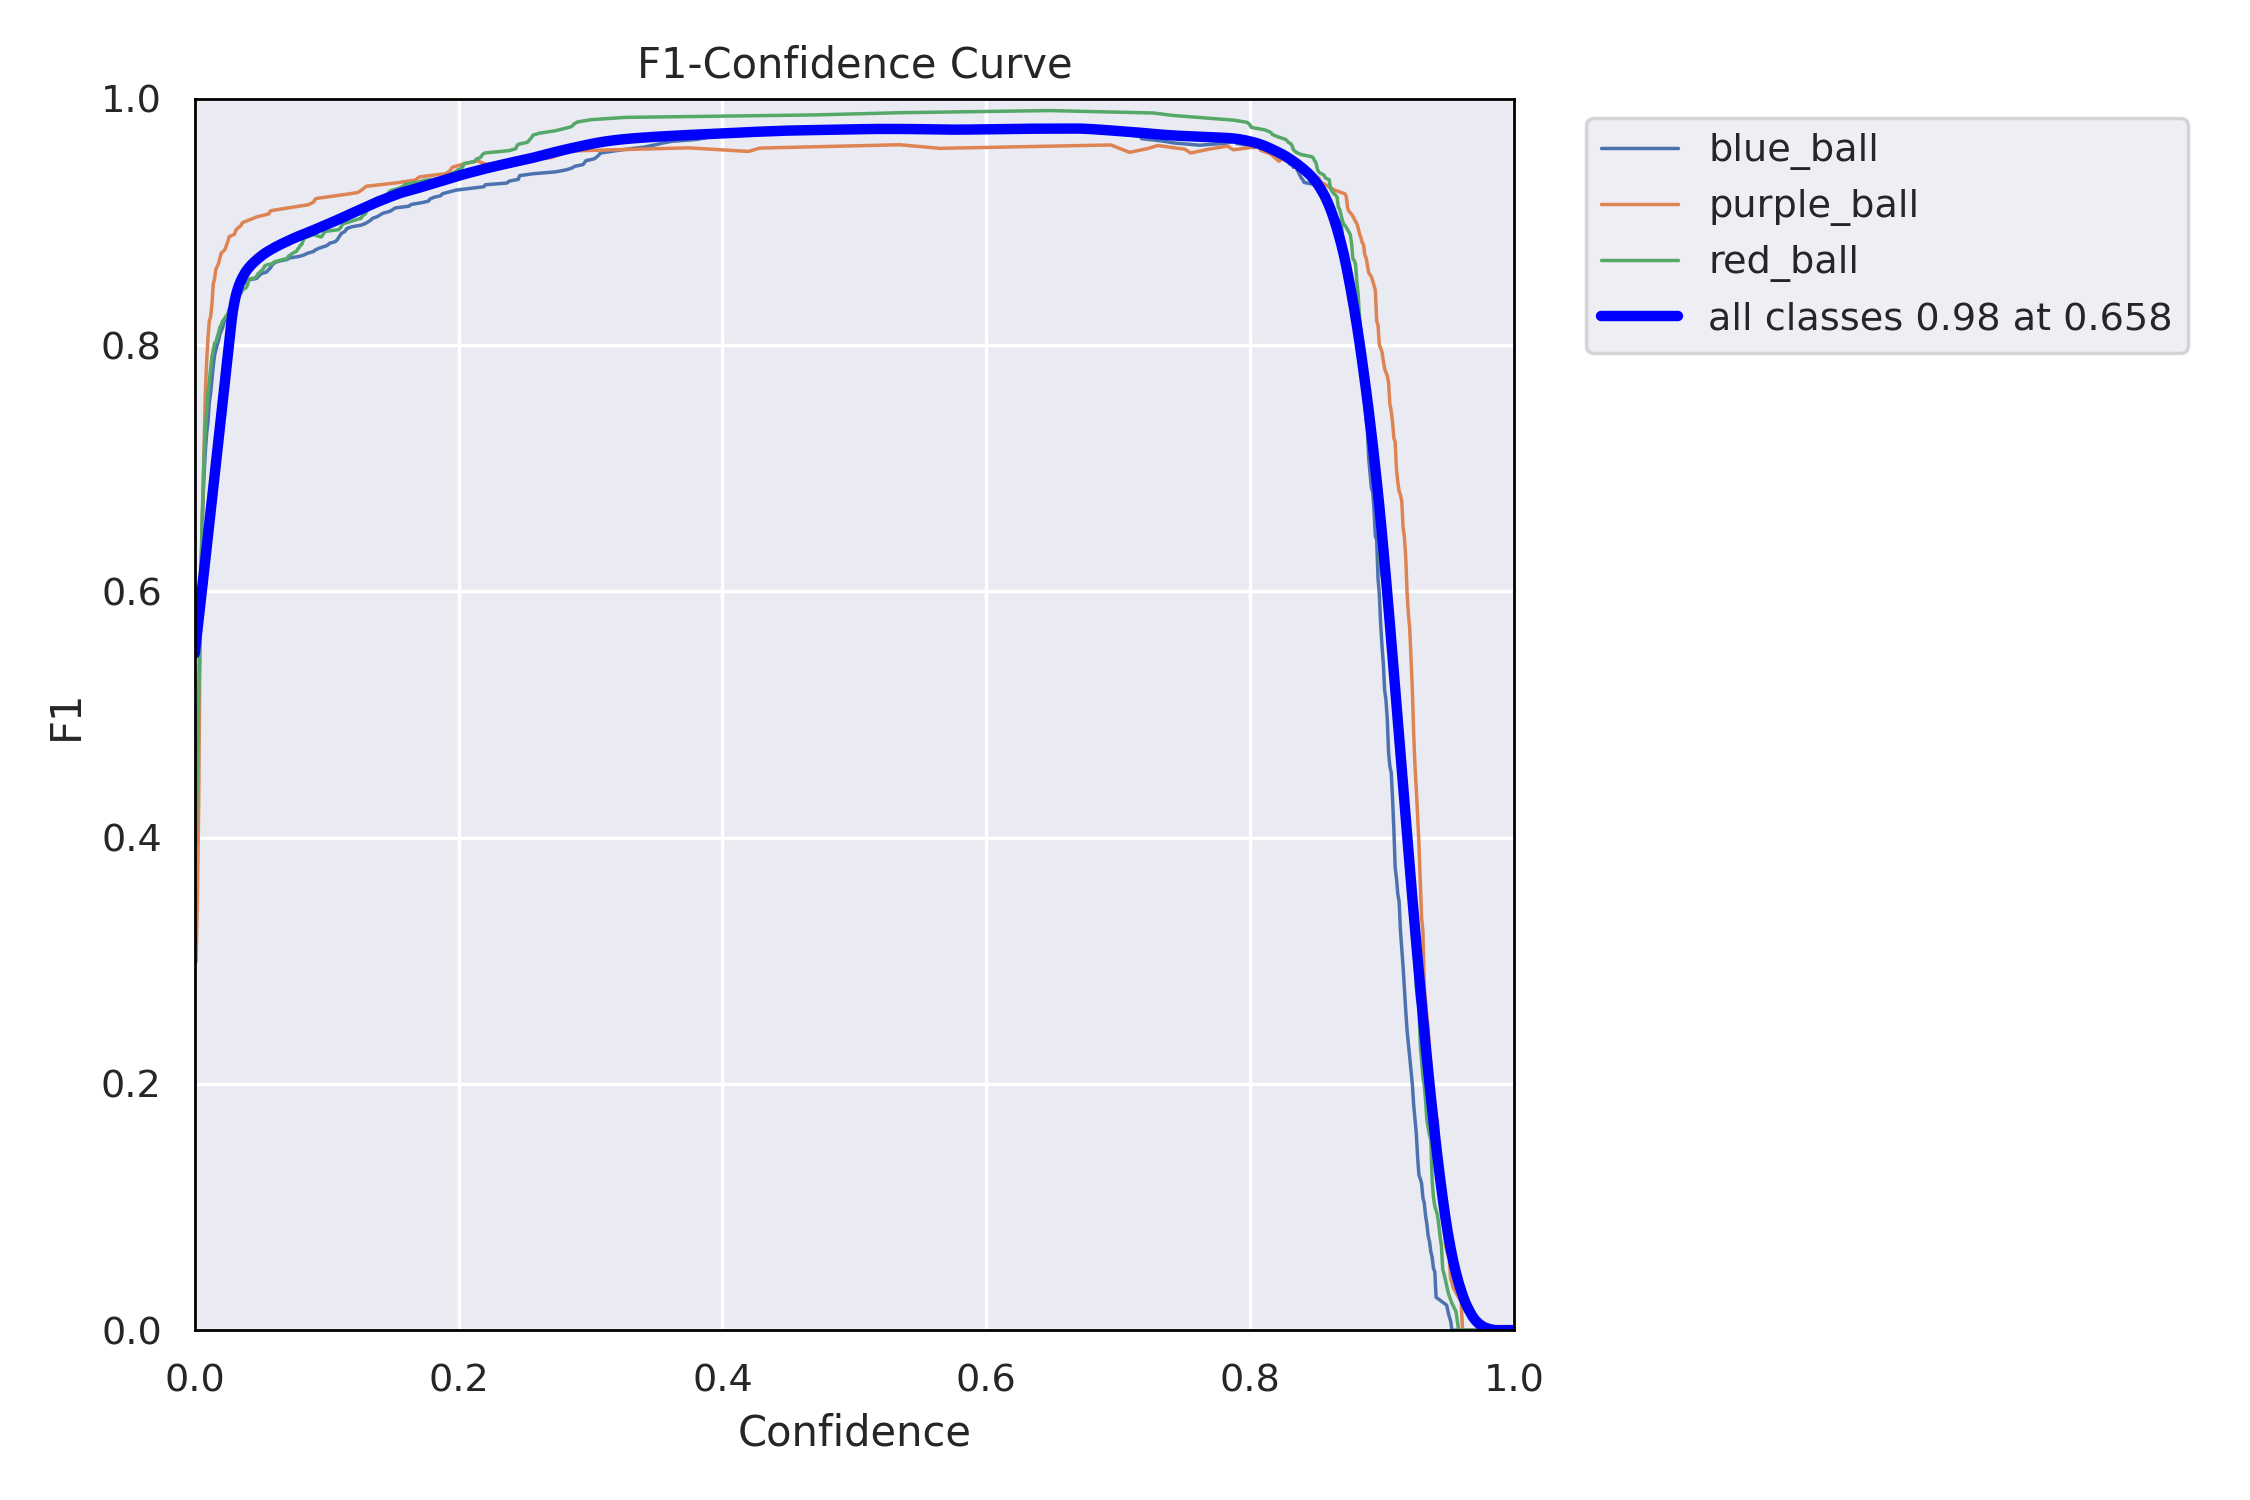 F1-Confidence Curve
1.0
0.8
0.6
0.4
0.2
0.0
F1
0.0 0.2 0.4 0.6 0.8 1.0
Confidence
blue_ball
purple_ball
red_ball
all classes 0.98 at 0.658